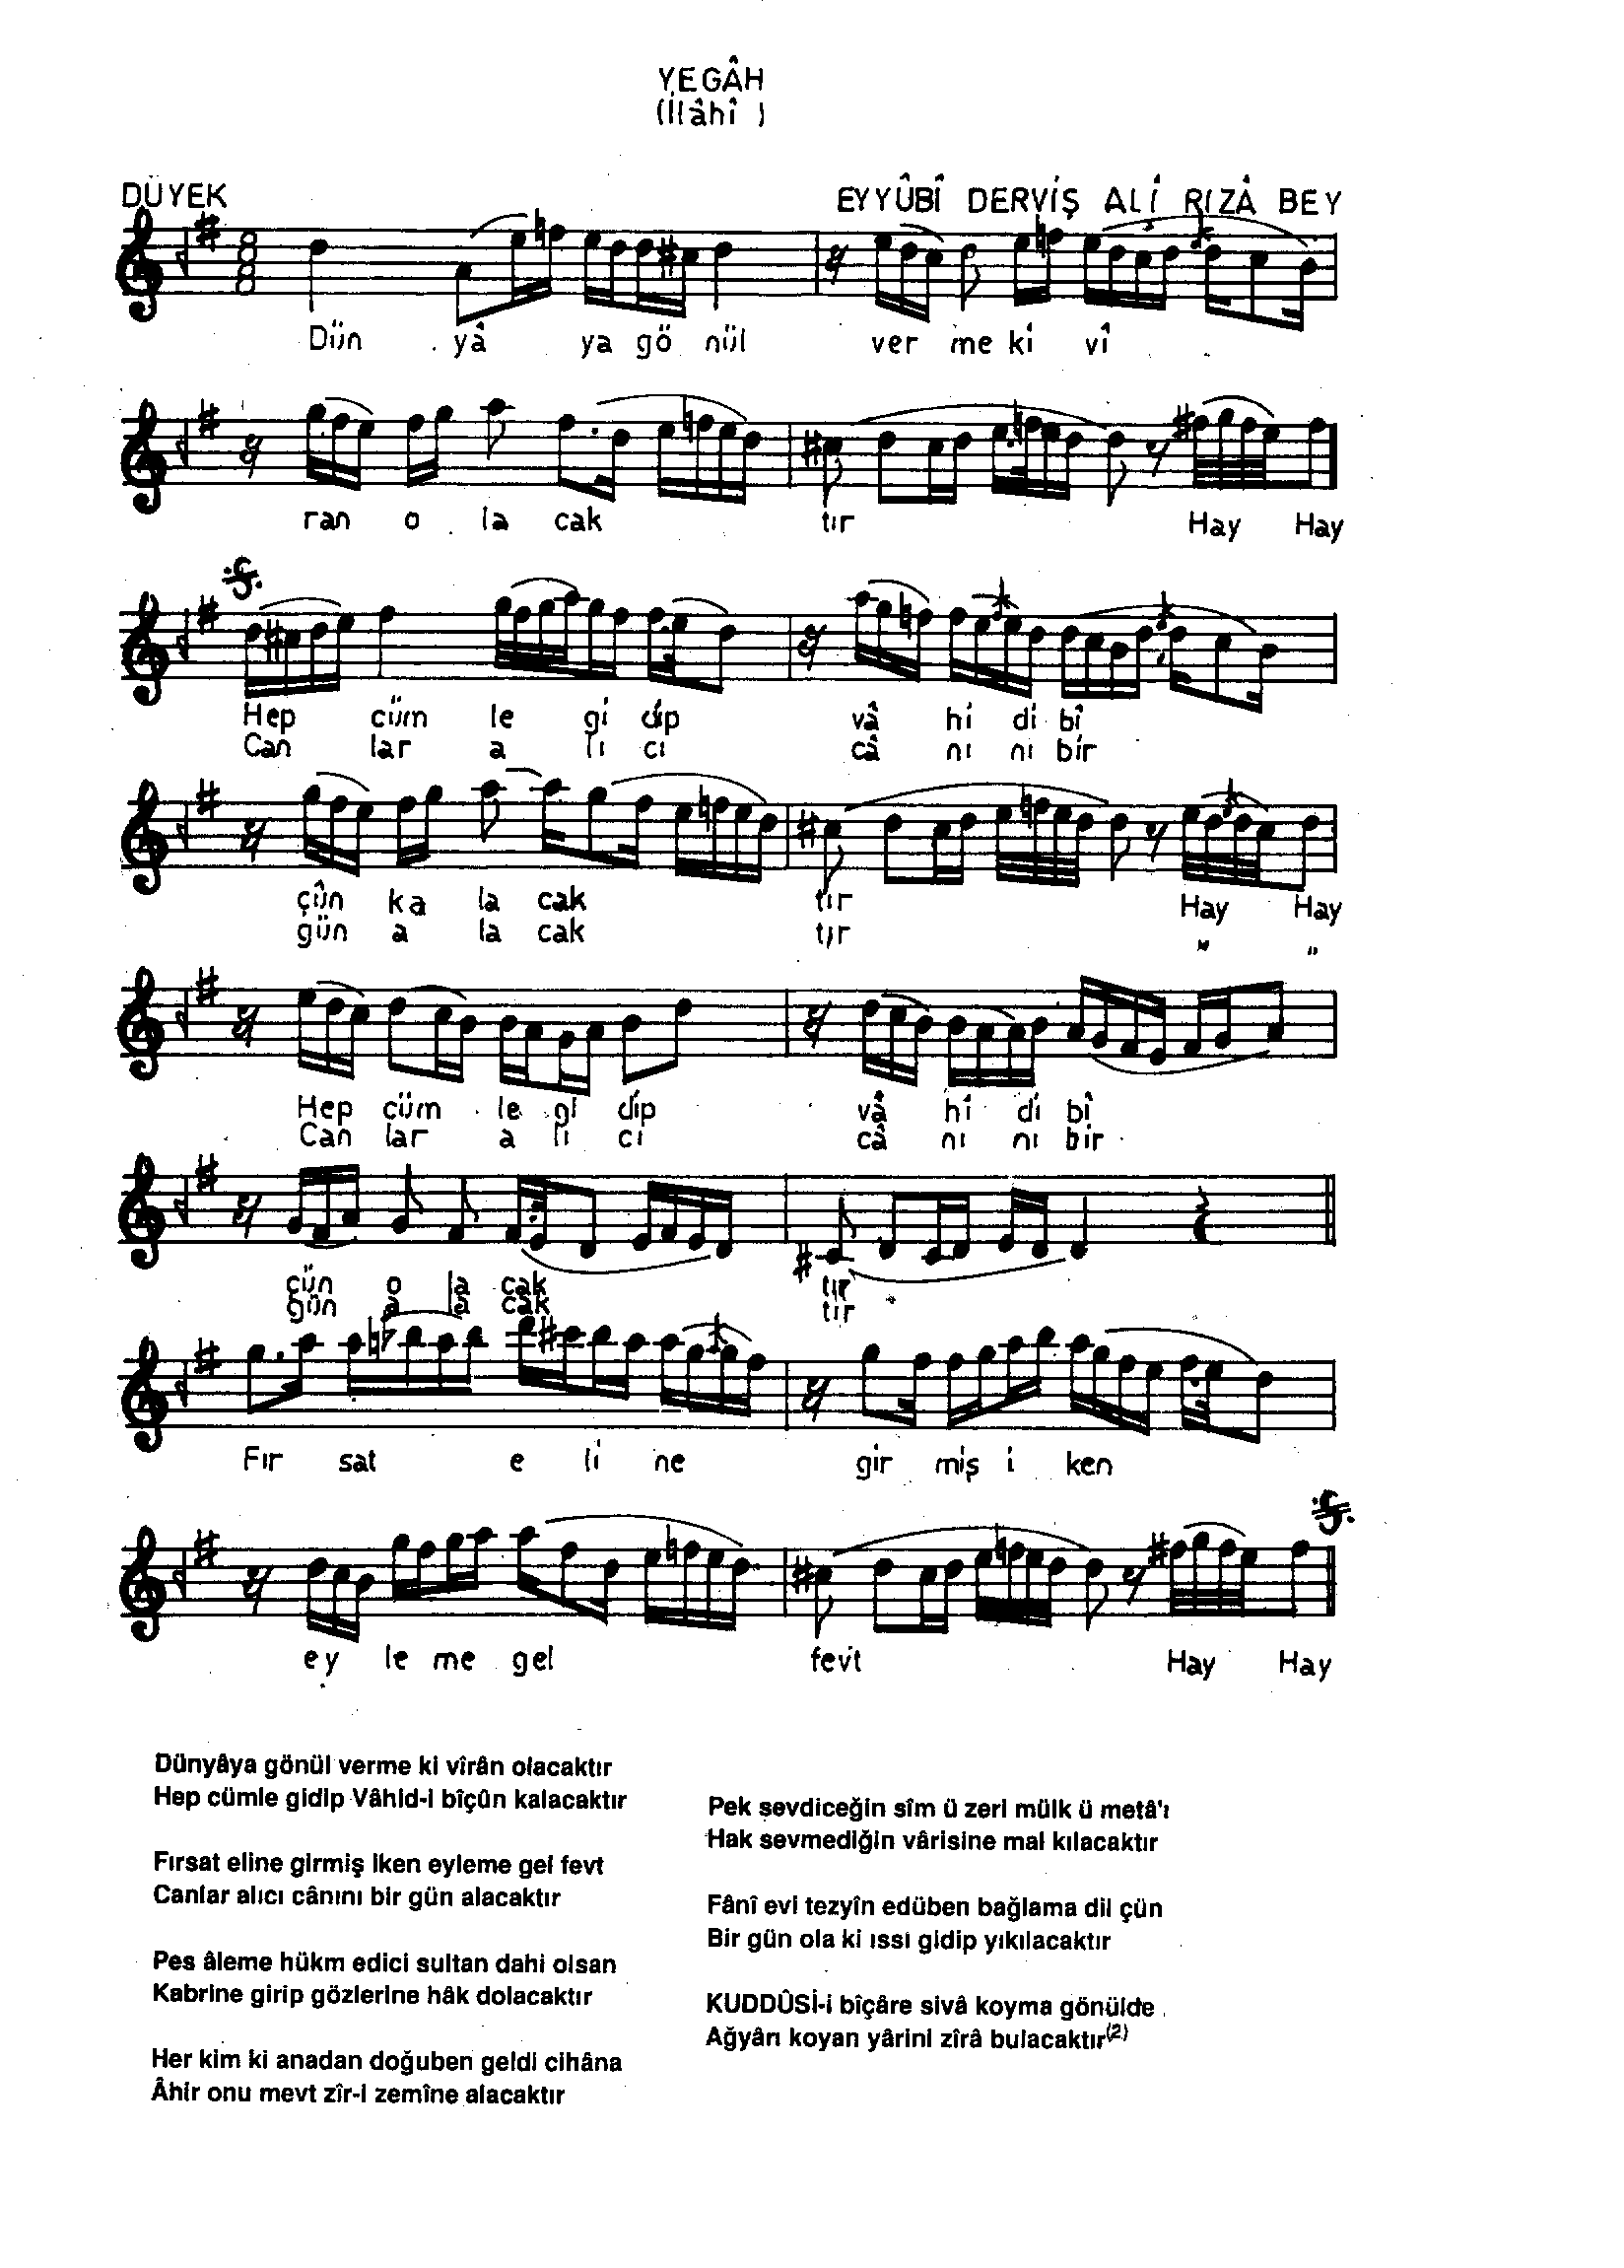 YEGÂH
(İlâhî)
DÜYEK
EYYÛBÎ DERVİŞ ALİ RIZÂ BEY
8
4
Dün yâ ya gö nül ver me ki vî
ran o la cak tır Hay Hay
Hep cüm le gi dip vâ hi di bî
Can lar a lı cı câ nı nı bir
çûn ka la cak tır Hay Hay
gün a la cak tır " "
Hep cüm le gi dip vâ hi di bî
Can lar a lı cı câ nı nı bir
çûn o la cak tır
gün a la cak tır
Fır sat e li ne gir miş i ken
ey le me gel fevt Hay Hay
Dünyâya gönül verme ki vîrân olacaktır
Hep cümle gidip Vâhid-i bîçûn kalacaktır
Fırsat eline girmiş iken eyleme gel fevt
Canlar alıcı cânını bir gün alacaktır
Pes âleme hükm edici sultan dahi olsan
Kabrine girip gözlerine hâk dolacaktır
Her kim ki anadan doğuben geldi cihâna
Âhir onu mevt zîr-i zemîne alacaktır
Pek sevdiceğin sîm ü zeri mülk ü metâ'ı
Hak sevmediğin vârisine mal kılacaktır
Fânî evi tezyîn edüben bağlama dil çün
Bir gün ola ki ıssı gidip yıkılacaktır
KUDDÛSİ-i bîçâre sivâ koyma gönülde
Ağyârı koyan yârini zîrâ bulacaktır(2)